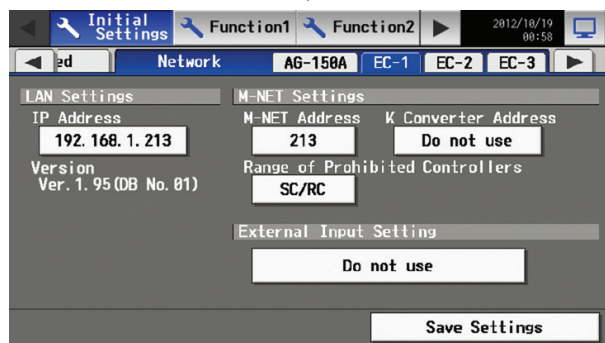 Initial Settings
Function1
Function2
2012/10/19
00:58
ed
Network
AG-150A
EC-1
EC-2
EC-3
LAN Settings
IP Address
192.168.1.213
Version
Ver.1.95(DB No.01)
M-NET Settings
M-NET Address
K Converter Address
213
Do not use
Range of Prohibited Controllers
SC/RC
External Input Setting
Do not use
Save Settings